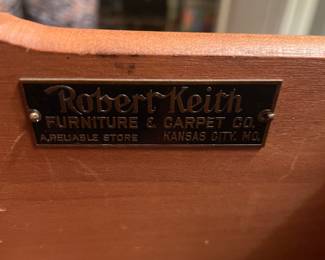 Robert Keith
FURNITURE & CARPET CO.
A RELIABLE STORE KANSAS CITY, MO.